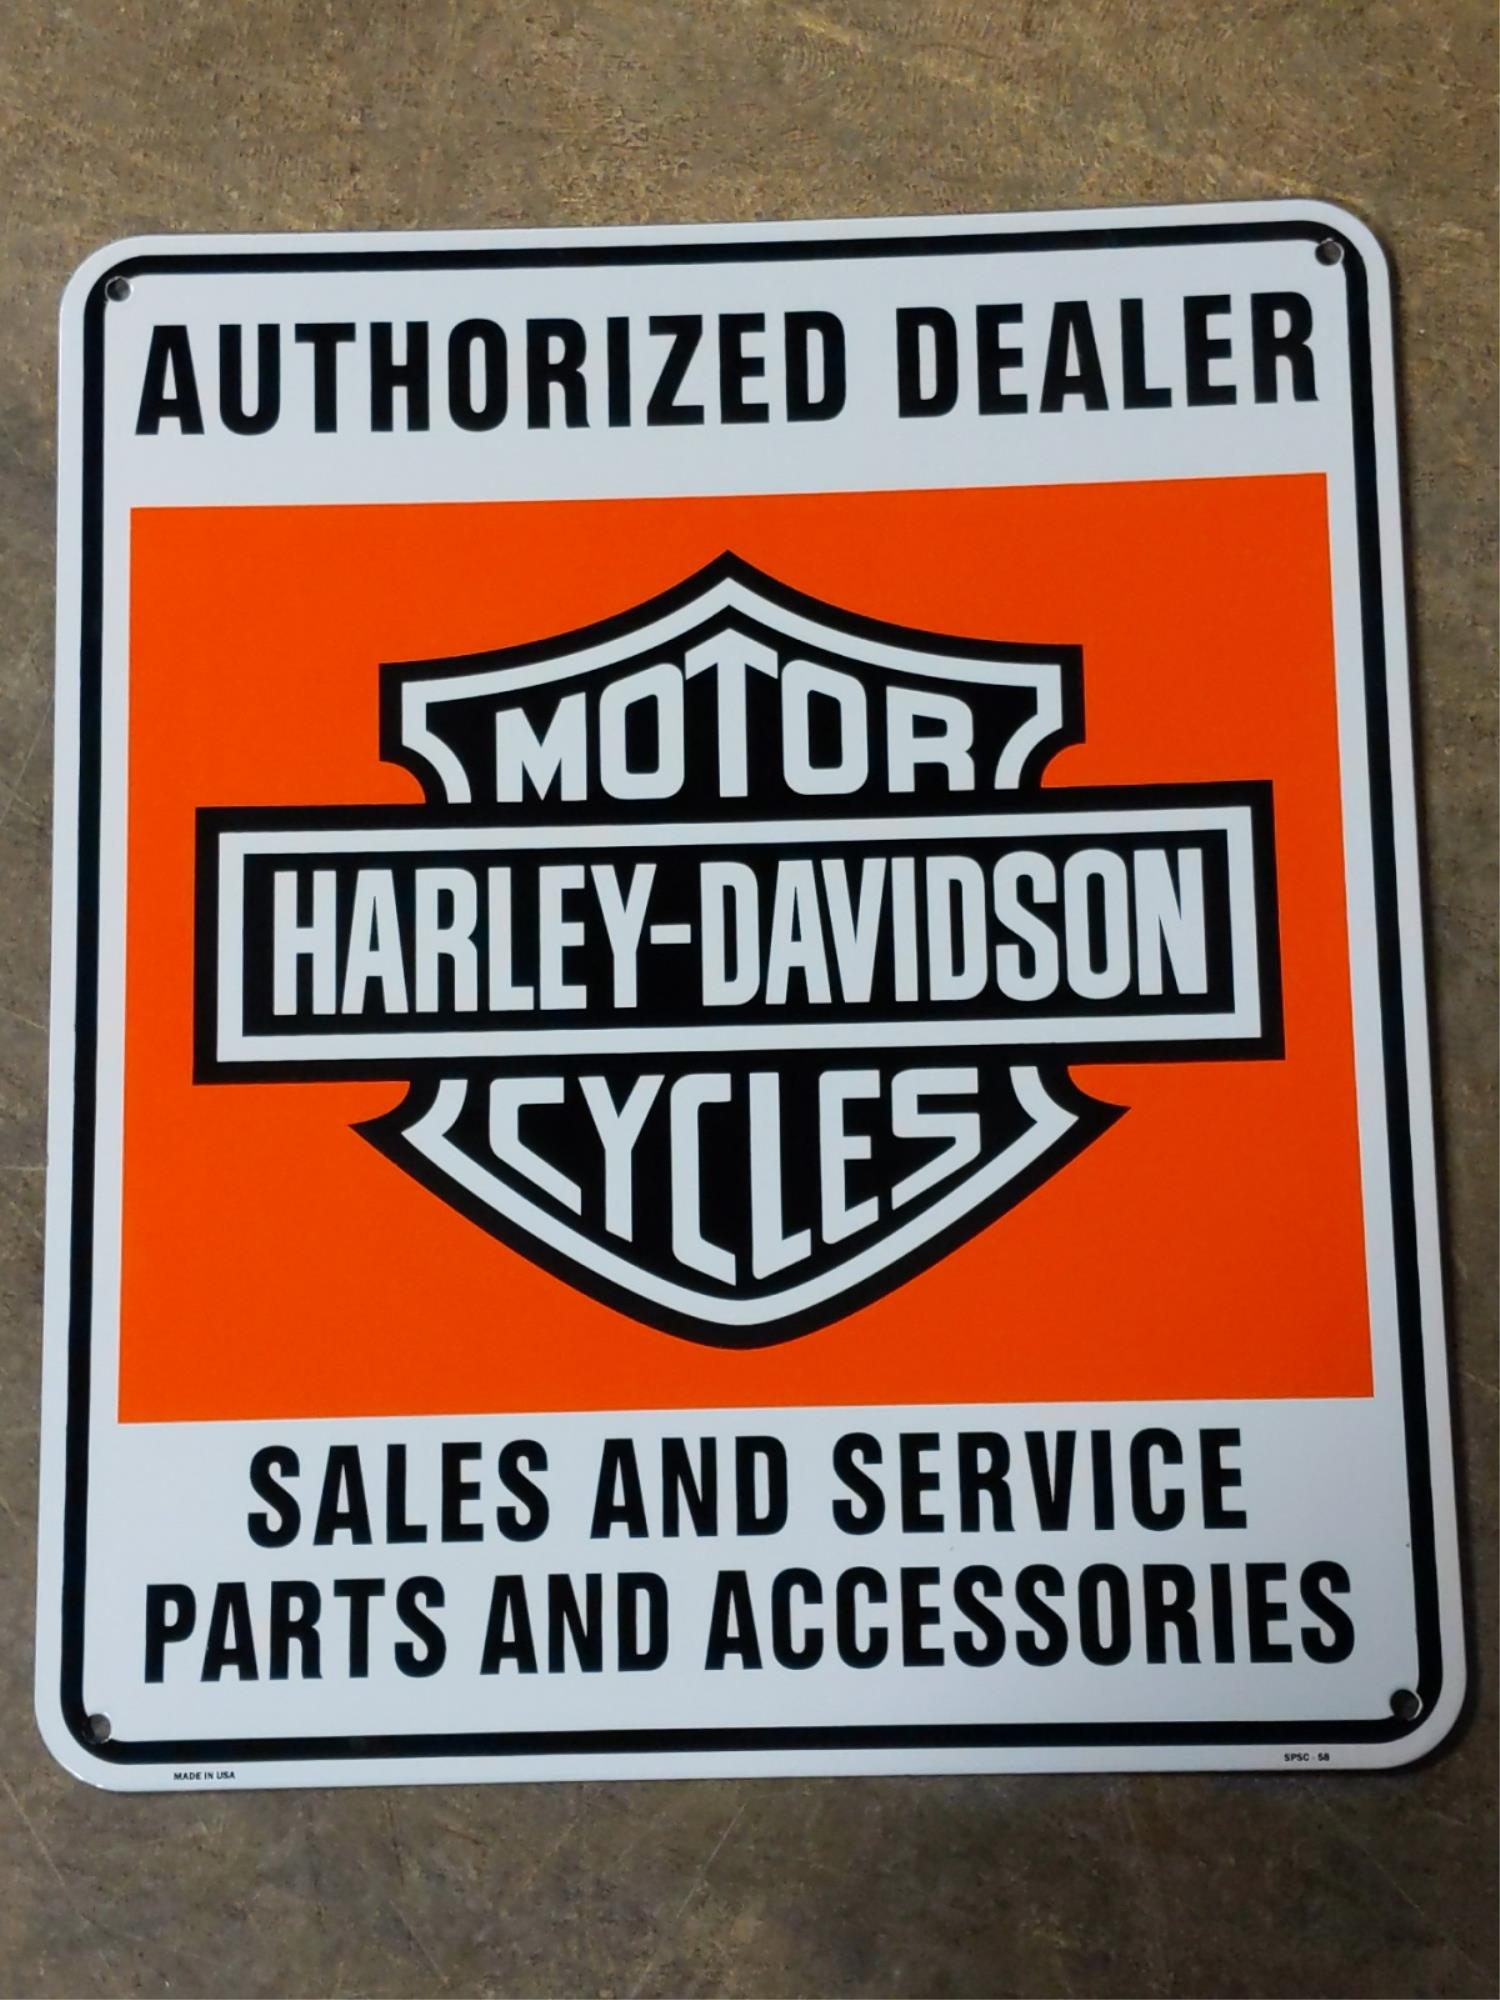 AUTHORIZED DEALER
MOTOR
HARLEY-DAVIDSON
CYCLES
SALES AND SERVICE
PARTS AND ACCESSORIES
MADE IN USA
SPSC - 58